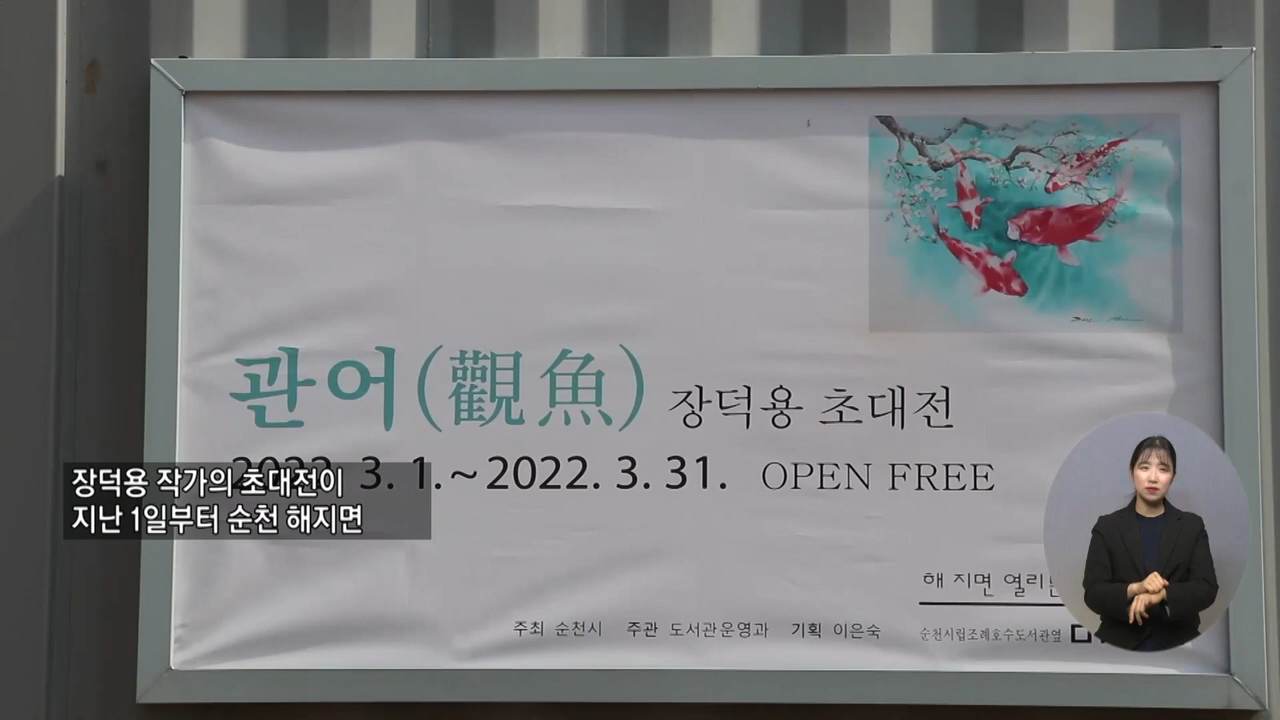 관어(觀魚) 장덕용 초대전
2022. 3. 1.~2022. 3. 31. OPEN FREE
장덕용 작가의 초대전이
지난 1일부터 순천 해지면
해 지면 열리는
주최 순천시 주관 도서관운영과 기획 이은숙
순천시립조례호수도서관옆